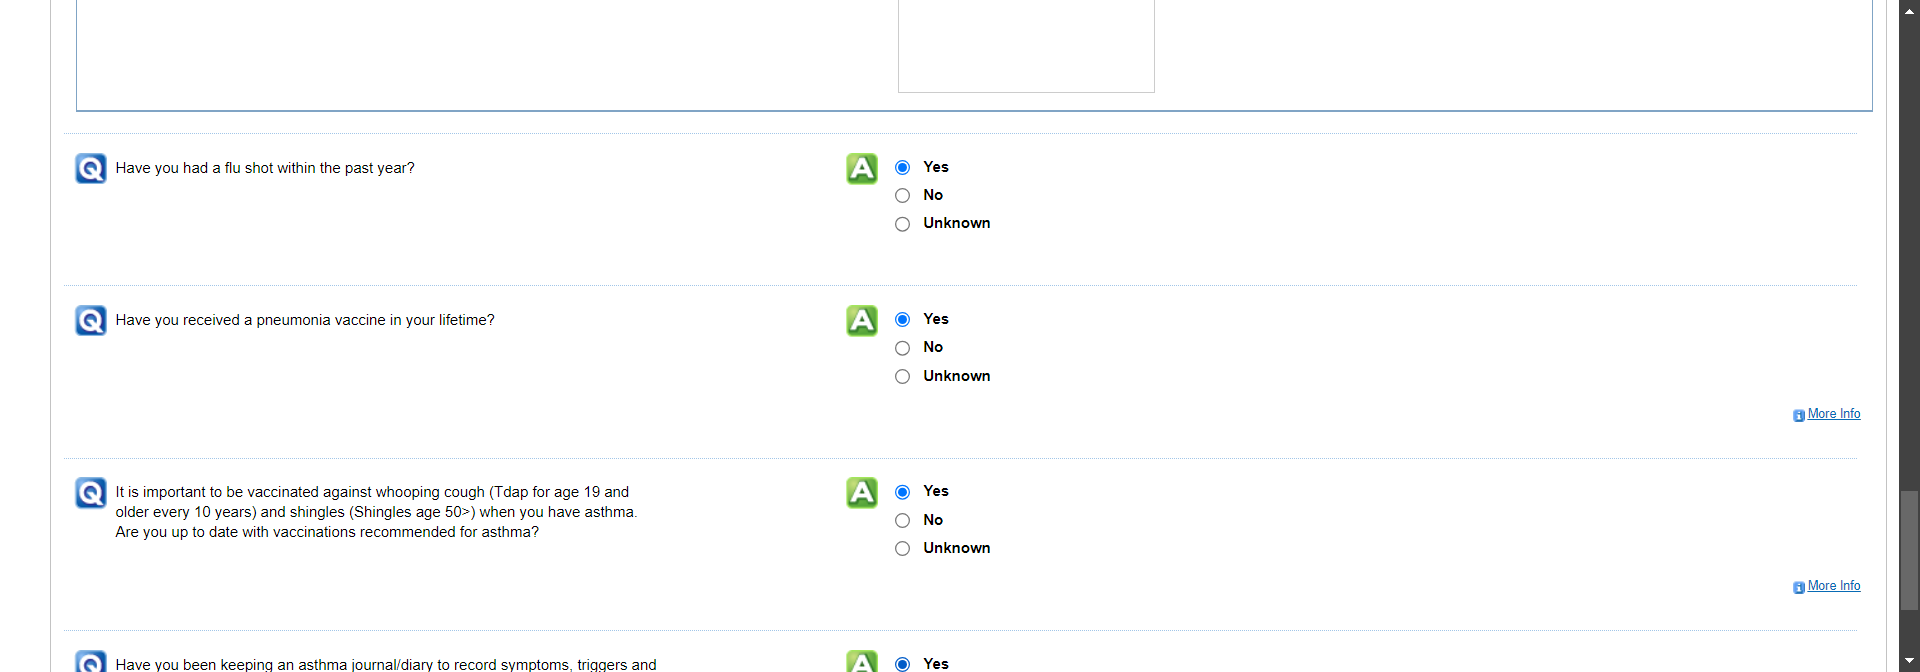 Q Have you had a flu shot within the past year?
A Yes
No
Unknown
Q Have you received a pneumonia vaccine in your lifetime?
A Yes
No
Unknown
i More Info
Q It is important to be vaccinated against whooping cough (Tdap for age 19 and
older every 10 years) and shingles (Shingles age 50>) when you have asthma.
Are you up to date with vaccinations recommended for asthma?
A Yes
No
Unknown
i More Info
Q Have you been keeping an asthma journal/diary to record symptoms, triggers and
A Yes